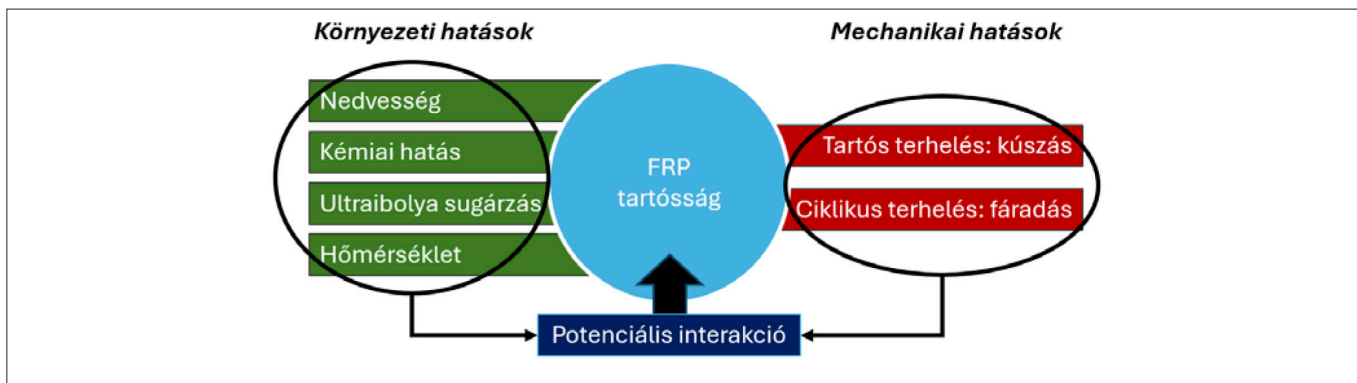 Környezeti hatások
Mechanikai hatások
Nedvesség
Kémiai hatás
Ultraibolya sugárzás
Hőmérséklet
FRP
tartósság
Tartós terhelés: kúszás
Ciklikus terhelés: fáradás
Potenciális interakció